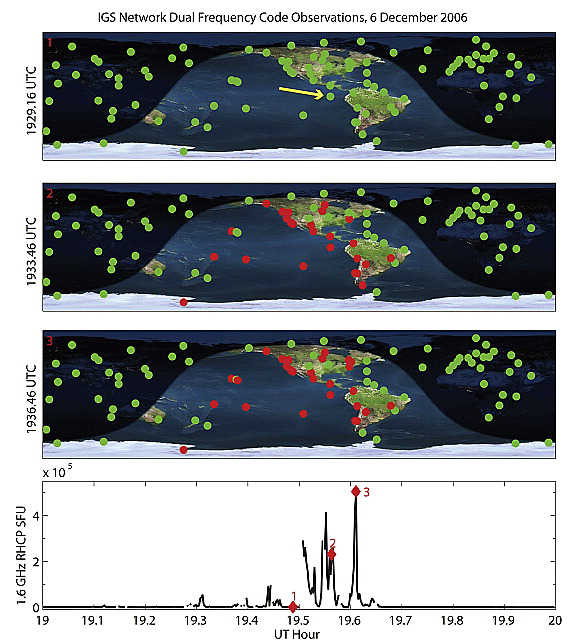 IGS Network Dual Frequency Code Observations, 6 December 2006
1
1929.16 UTC
2
1933.46 UTC
3
1936.46 UTC
x 10⁵
1.6 GHz RHCP SFU
4
2
0
1
2
3
19 19.1 19.2 19.3 19.4 19.5 19.6 19.7 19.8 19.9 20
UT Hour